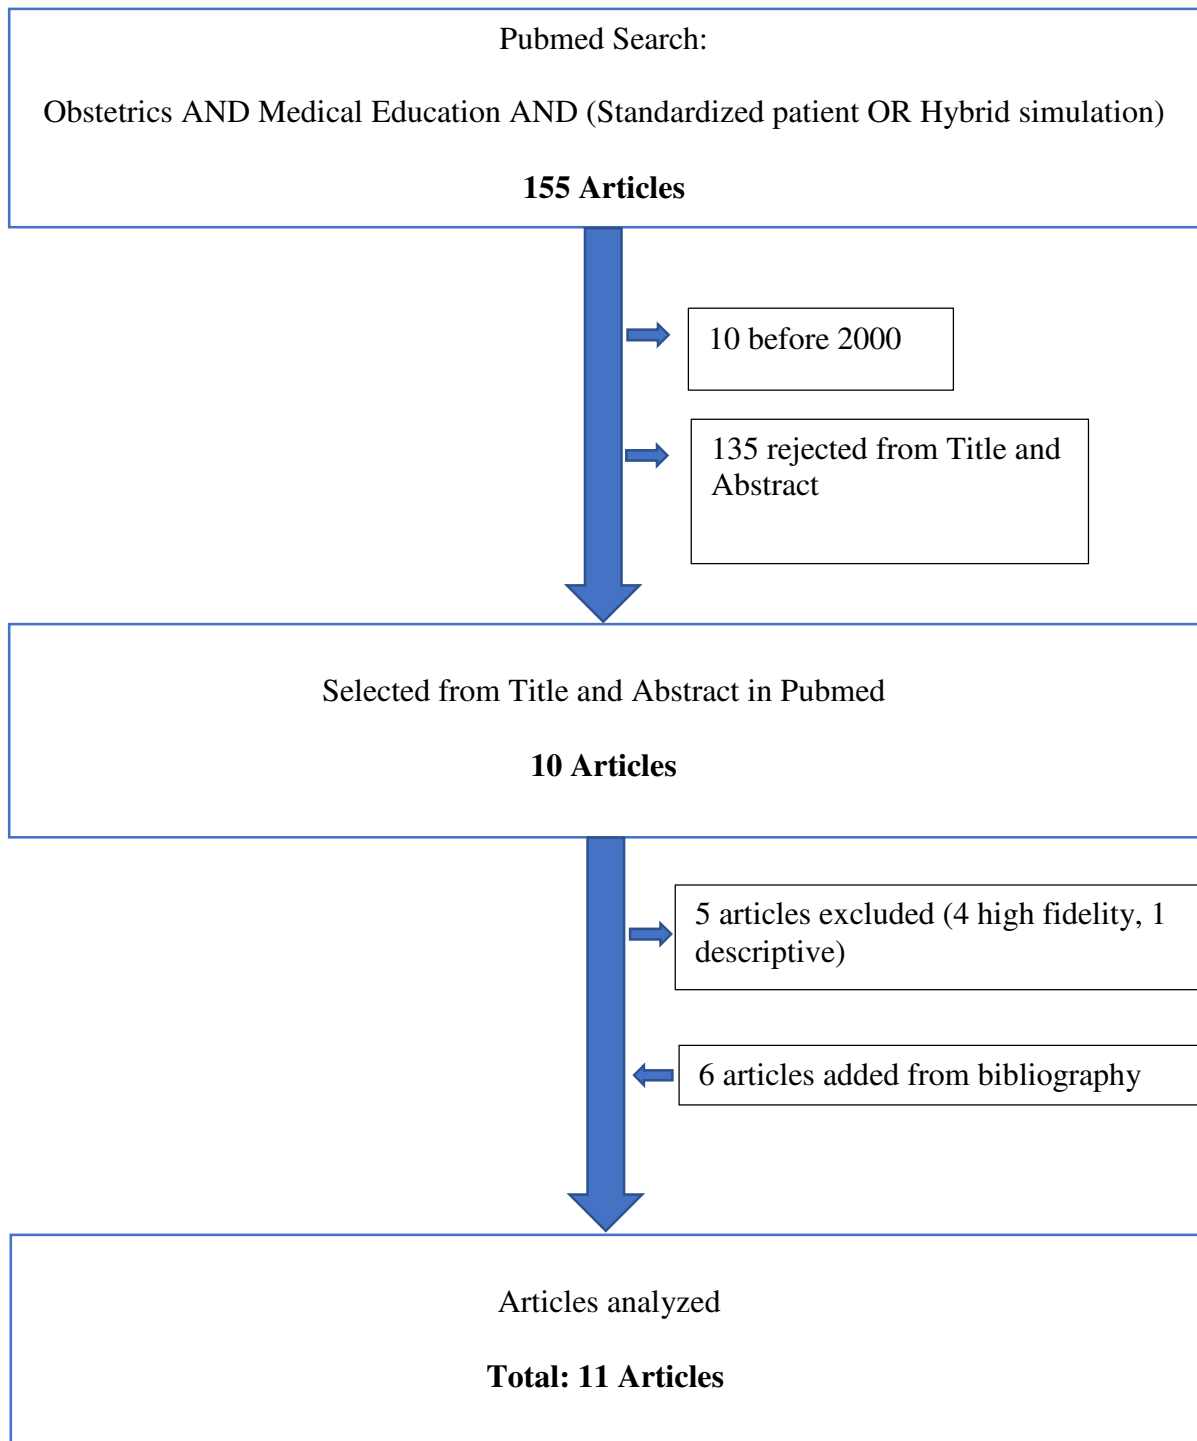 Pubmed Search:
Obstetrics AND Medical Education AND (Standardized patient OR Hybrid simulation)
155 Articles
10 before 2000
135 rejected from Title and
Abstract
Selected from Title and Abstract in Pubmed
10 Articles
5 articles excluded (4 high fidelity, 1
descriptive)
6 articles added from bibliography
Articles analyzed
Total: 11 Articles